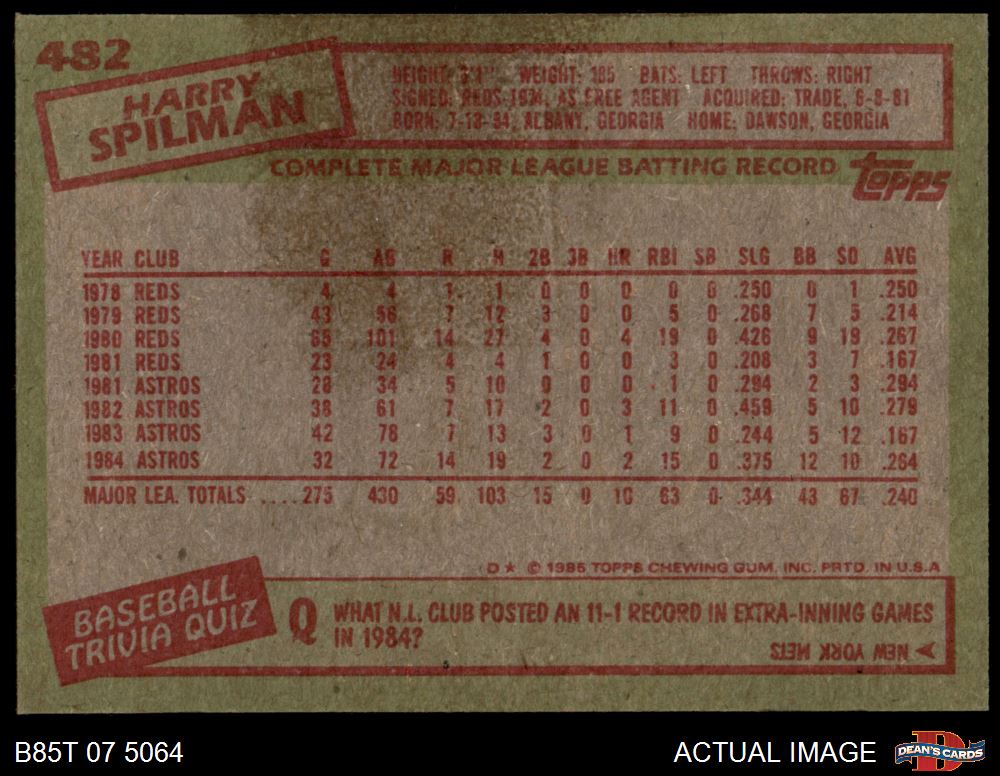 482
HARRY
SPILMAN
HEIGHT: 6'1" WEIGHT: 185 BATS: LEFT THROWS: RIGHT
SIGNED: REDS-1974, AS FREE AGENT ACQUIRED: TRADE, 6-8-81
BORN: 7-18-54, ALBANY, GEORGIA HOME: DAWSON, GEORGIA
COMPLETE MAJOR LEAGUE BATTING RECORD
Topps
YEAR CLUB G AB R H 2B 3B HR RBI SB SLG BB SO AVG
1978 REDS 4 4 1 1 0 0 0 0 0 .250 0 1 .250
1979 REDS 43 56 7 12 3 0 0 5 0 .268 7 5 .214
1980 REDS 65 101 14 27 4 0 4 19 0 .426 9 19 .267
1981 REDS 23 24 4 4 1 0 0 3 0 .208 3 7 .167
1981 ASTROS 28 34 5 10 0 0 0 1 0 .294 2 3 .294
1982 ASTROS 38 61 7 17 2 0 3 11 0 .459 5 10 .279
1983 ASTROS 42 78 7 13 3 0 1 9 0 .244 5 12 .167
1984 ASTROS 32 72 14 19 2 0 2 15 0 .375 12 10 .264
MAJOR LEA. TOTALS ....275 430 59 103 15 0 10 63 0 .344 43 67 .240
D★ © 1985 TOPPS CHEWING GUM, INC. PRTD. IN U.S.A
BASEBALL
TRIVIA QUIZ
Q WHAT N.L. CLUB POSTED AN 11-1 RECORD IN EXTRA-INNING GAMES
IN 1984?
NEW YORK METS
B85T 07 5064
ACTUAL IMAGE
DEAN'S CARDS